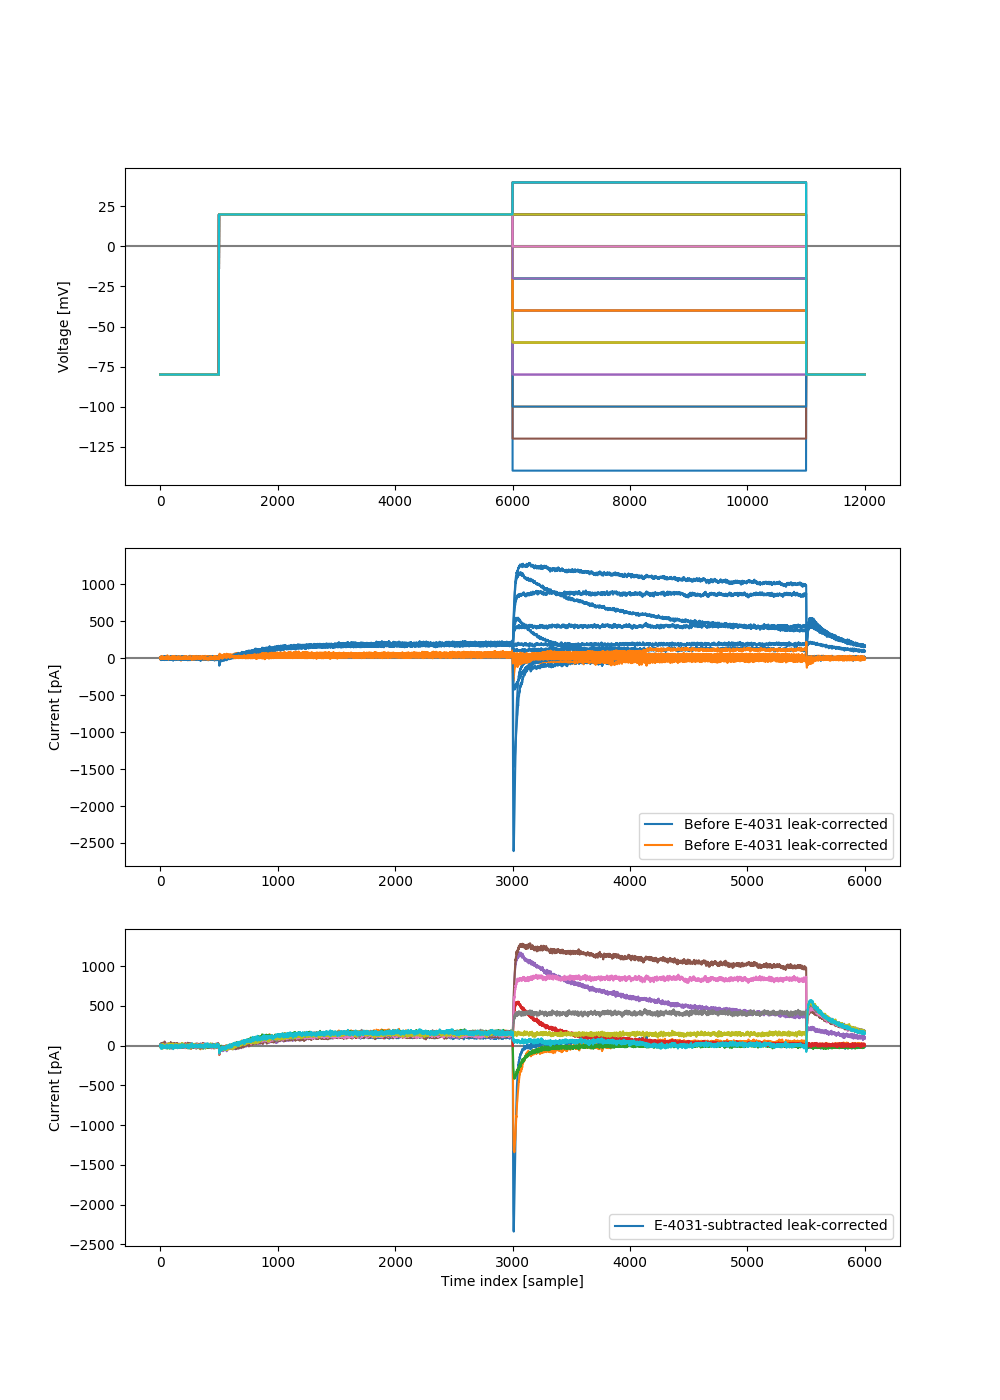 25
0
−25
−50
−75
−100
−125
Voltage [mV]
0 2000 4000 6000 8000 10000 12000
1000
500
0
−500
−1000
−1500
−2000
−2500
Current [pA]
Before E-4031 leak-corrected
Before E-4031 leak-corrected
0 1000 2000 3000 4000 5000 6000
1000
500
0
−500
−1000
−1500
−2000
−2500
Current [pA]
E-4031-subtracted leak-corrected
0 1000 2000 3000 4000 5000 6000
Time index [sample]